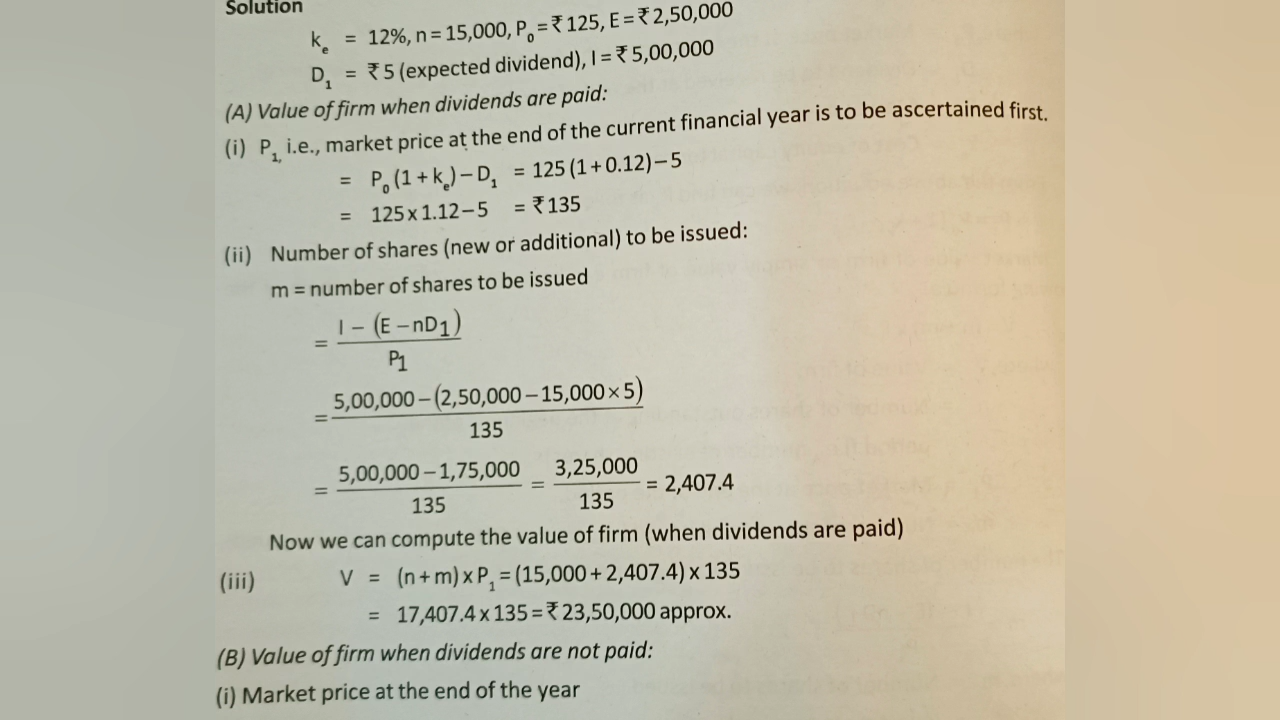 Solution
kₑ = 12%, n = 15,000, P₀ = ₹125, E = ₹2,50,000
D₁ = ₹5 (expected dividend), I = ₹5,00,000
(A) Value of firm when dividends are paid:
(i) P₁, i.e., market price at the end of the current financial year is to be ascertained first.
= P₀ (1 + kₑ) – D₁ = 125 (1 + 0.12) – 5
= 125 x 1.12 – 5 = ₹135
(ii) Number of shares (new or additional) to be issued:
m = number of shares to be issued
= I – (E – nD1) / P1
= 5,00,000 – (2,50,000 – 15,000 × 5) / 135
= 5,00,000 – 1,75,000 / 135 = 3,25,000 / 135 = 2,407.4
Now we can compute the value of firm (when dividends are paid)
(iii) V = (n + m) x P₁ = (15,000 + 2,407.4) x 135
= 17,407.4 x 135 = ₹23,50,000 approx.
(B) Value of firm when dividends are not paid:
(i) Market price at the end of the year